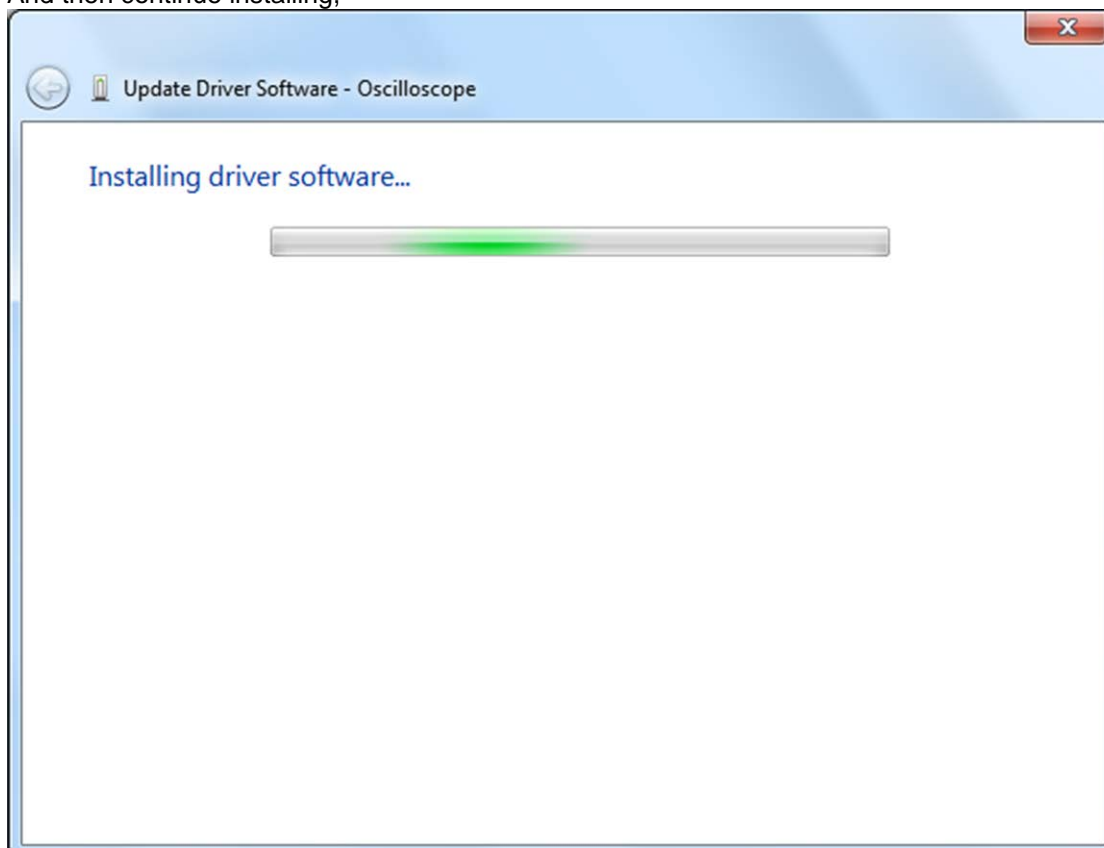 And then continue installing,
Update Driver Software - Oscilloscope
Installing driver software...